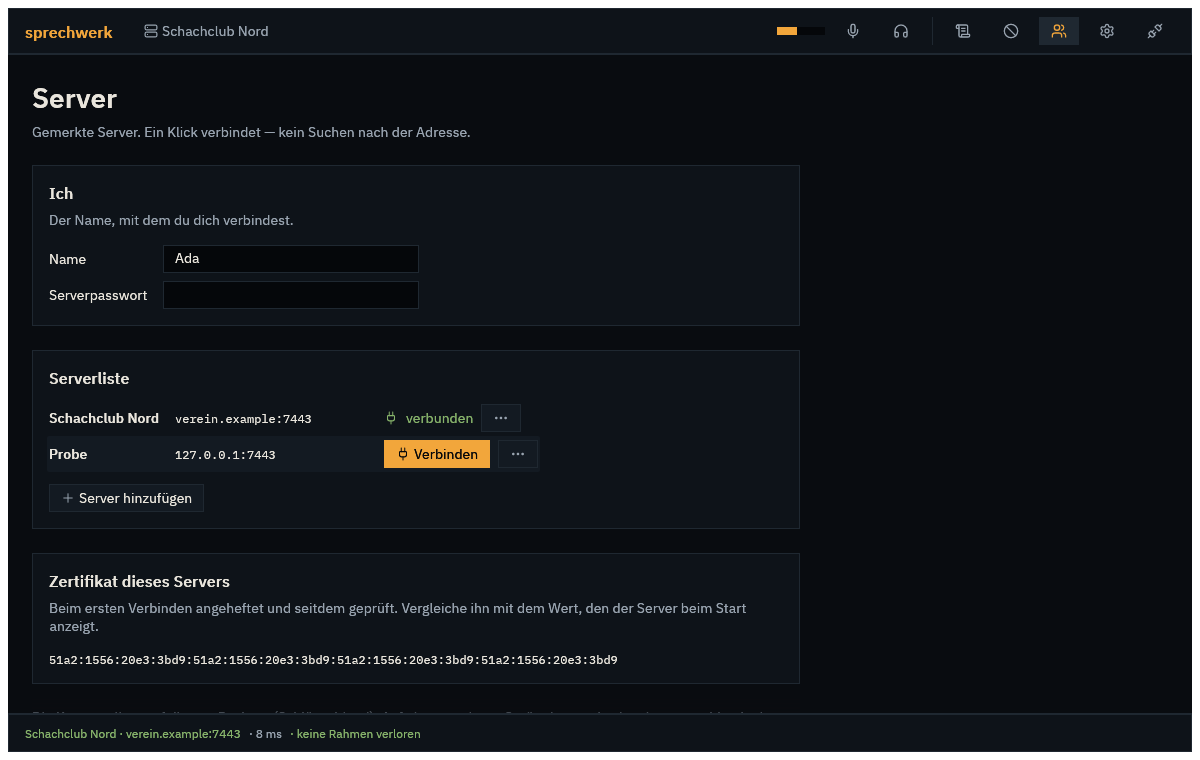 sprechwerk Schachclub Nord
Server
Gemerkte Server. Ein Klick verbindet — kein Suchen nach der Adresse.
Ich
Der Name, mit dem du dich verbindest.
Name Ada
Serverpasswort
Serverliste
Schachclub Nord verein.example:7443 verbunden ···
Probe 127.0.0.1:7443 Verbinden ···
+ Server hinzufügen
Zertifikat dieses Servers
Beim ersten Verbinden angeheftet und seitdem geprüft. Vergleiche ihn mit dem Wert, den der Server beim Start
anzeigt.
51a2:1556:20e3:3bd9:51a2:1556:20e3:3bd9:51a2:1556:20e3:3bd9:51a2:1556:20e3:3bd9
Schachclub Nord · verein.example:7443 · 8 ms · keine Rahmen verloren